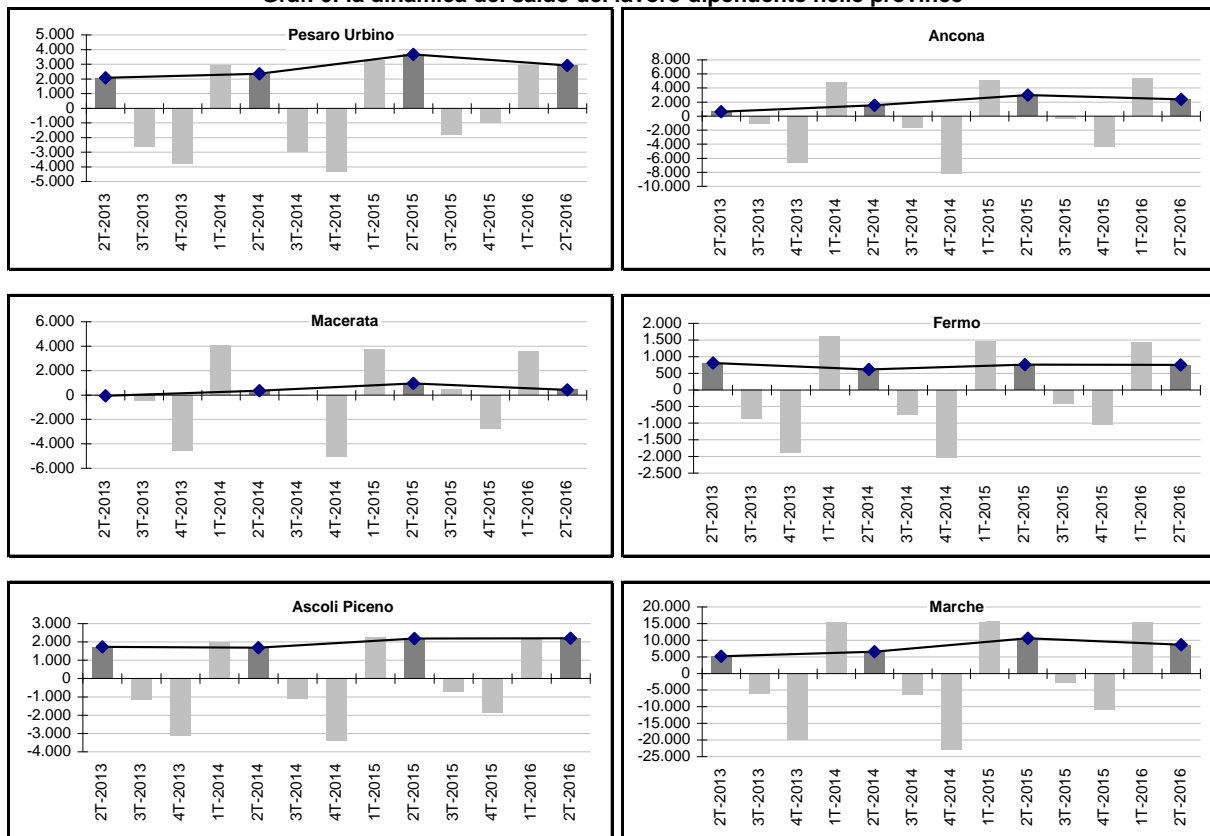 Graf. la dinamica del saldo del lavoro dipendente nelle province
Pesaro Urbino
5.000
4.000
3.000
2.000
1.000
0
-1.000
-2.000
-3.000
-4.000
-5.000
2T-2013
3T-2013
4T-2013
1T-2014
2T-2014
3T-2014
4T-2014
1T-2015
2T-2015
3T-2015
4T-2015
1T-2016
2T-2016
Ancona
8.000
6.000
4.000
2.000
0
-2.000
-4.000
-6.000
-8.000
-10.000
2T-2013
3T-2013
4T-2013
1T-2014
2T-2014
3T-2014
4T-2014
1T-2015
2T-2015
3T-2015
4T-2015
1T-2016
2T-2016
Macerata
6.000
4.000
2.000
0
-2.000
-4.000
-6.000
2T-2013
3T-2013
4T-2013
1T-2014
2T-2014
3T-2014
4T-2014
1T-2015
2T-2015
3T-2015
4T-2015
1T-2016
2T-2016
Fermo
2.000
1.500
1.000
500
0
-500
-1.000
-1.500
-2.000
-2.500
2T-2013
3T-2013
4T-2013
1T-2014
2T-2014
3T-2014
4T-2014
1T-2015
2T-2015
3T-2015
4T-2015
1T-2016
2T-2016
Ascoli Piceno
3.000
2.000
1.000
0
-1.000
-2.000
-3.000
-4.000
2T-2013
3T-2013
4T-2013
1T-2014
2T-2014
3T-2014
4T-2014
1T-2015
2T-2015
3T-2015
4T-2015
1T-2016
2T-2016
Marche
20.000
15.000
10.000
5.000
0
-5.000
-10.000
-15.000
-20.000
-25.000
2T-2013
3T-2013
4T-2013
1T-2014
2T-2014
3T-2014
4T-2014
1T-2015
2T-2015
3T-2015
4T-2015
1T-2016
2T-2016